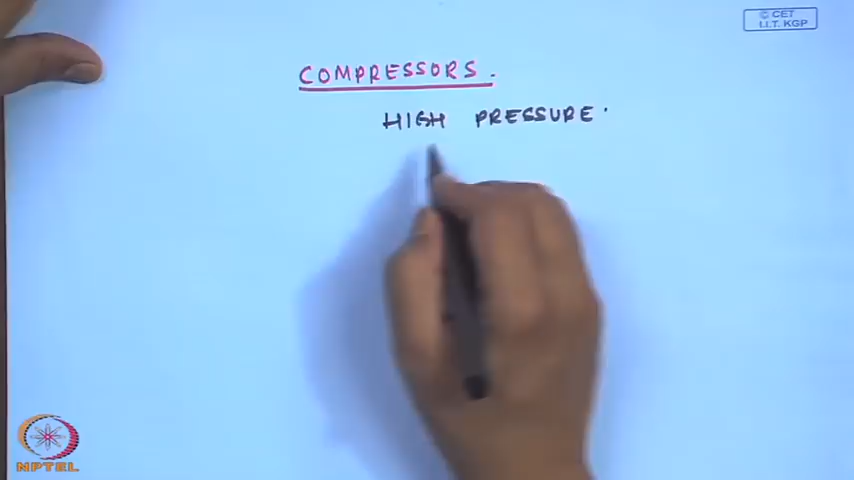 © CET
I.I.T. KGP
COMPRESSORS.
HIGH PRESSURE.
NPTEL